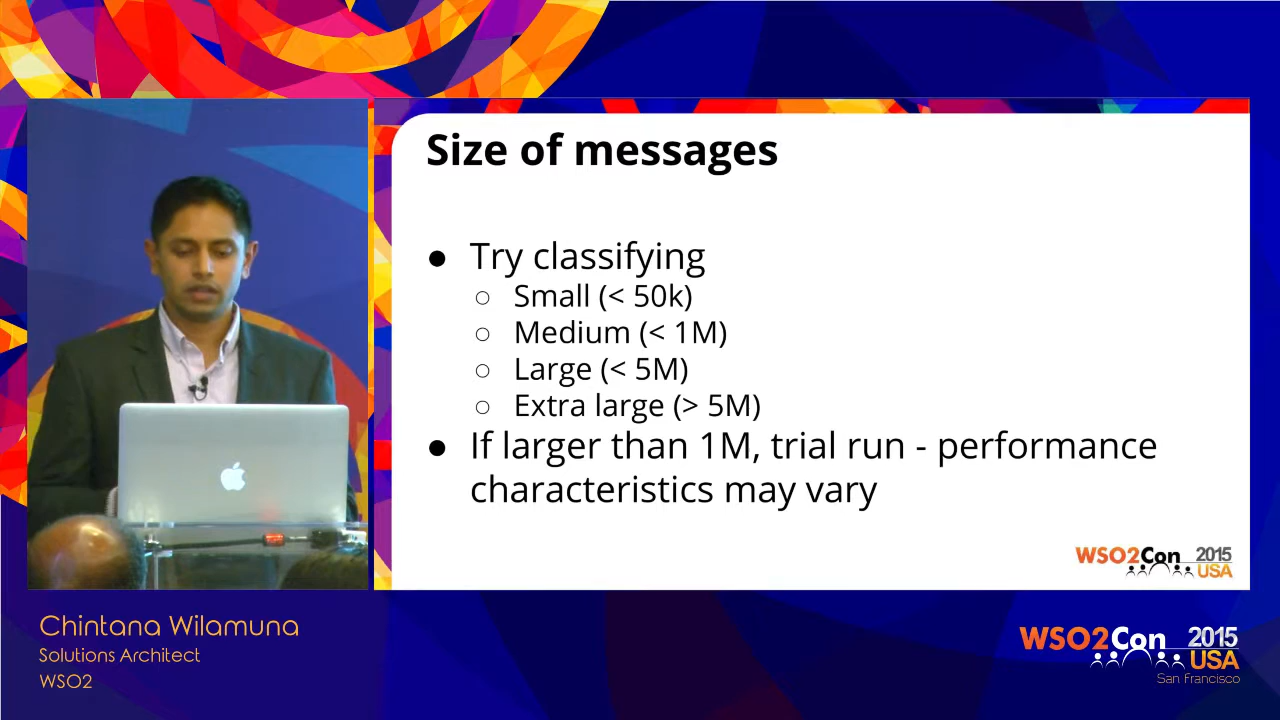 Size of messages
● Try classifying
○ Small (< 50k)
○ Medium (< 1M)
○ Large (< 5M)
○ Extra large (> 5M)
● If larger than 1M, trial run - performance
characteristics may vary
WSO2Con 2015
USA
Chintana Wilamuna
Solutions Architect
WSO2
WSO2Con 2015
USA
San Francisco